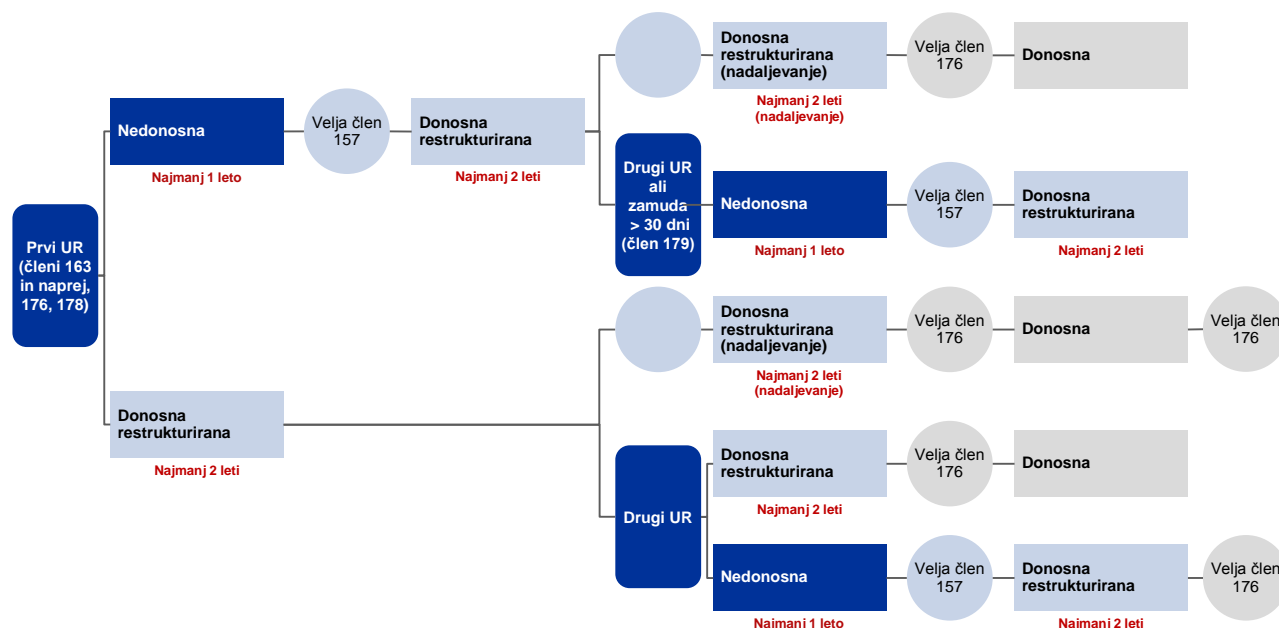 Prvi UR
(členi 163
in naprej,
176, 178)
Nedonosna
Najmanj 1 leto
Velja člen
157
Donosna
restrukturirana
Najmanj 2 leti
Donosna
restrukturirana
(nadaljevanje)
Najmanj 2 leti
(nadaljevanje)
Velja člen
176
Donosna
Drugi UR
ali
zamuda
> 30 dni
(člen 179)
Nedonosna
Najmanj 1 leto
Velja člen
157
Donosna
restrukturirana
Najmanj 2 leti
Donosna
restrukturirana
Najmanj 2 leti
Donosna
restrukturirana
(nadaljevanje)
Najmanj 2 leti
(nadaljevanje)
Velja člen
176
Donosna
Velja člen
176
Drugi UR
Donosna
restrukturirana
Najmanj 2 leti
Velja člen
176
Donosna
Nedonosna
Najmanj 1 leto
Velja člen
157
Donosna
restrukturirana
Najmanj 2 leti
Velja člen
176